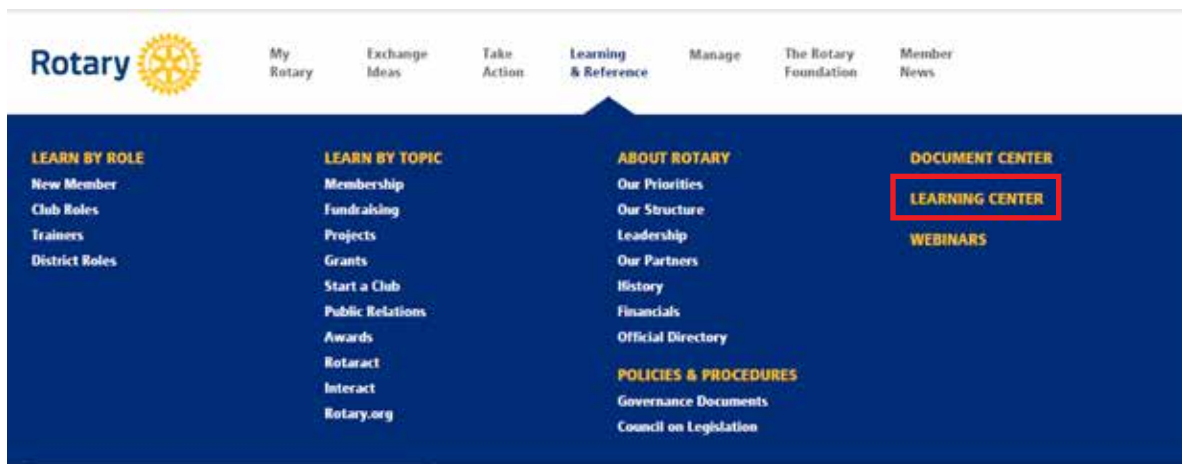 Rotary
My Rotary
Exchange Ideas
Take Action
Learning & Reference
Manage
The Rotary Foundation
Member News
LEARN BY ROLE
New Member
Club Roles
Trainers
District Roles
LEARN BY TOPIC
Membership
Fundraising
Projects
Grants
Start a Club
Public Relations
Awards
Rotaract
Interact
Rotary.org
ABOUT ROTARY
Our Priorities
Our Structure
Leadership
Our Partners
History
Financials
Official Directory
POLICIES & PROCEDURES
Governance Documents
Council on Legislation
DOCUMENT CENTER
LEARNING CENTER
WEBINARS